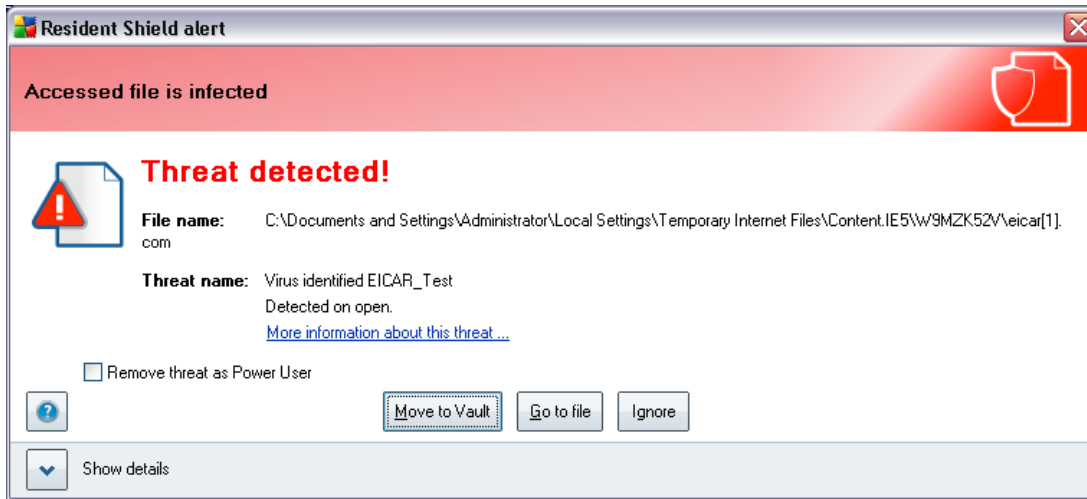 Resident Shield alert
Accessed file is infected
Threat detected!
File name: C:\Documents and Settings\Administrator\Local Settings\Temporary Internet Files\Content.IE5\W9MZK52V\eicar[1].
com
Threat name: Virus identified EICAR_Test
Detected on open.
More information about this threat ...
Remove threat as Power User
Move to Vault Go to file Ignore
Show details